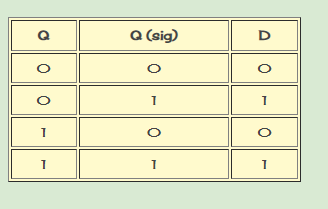 Q Q (sig) D
0 0 0
0 1 1
1 0 0
1 1 1